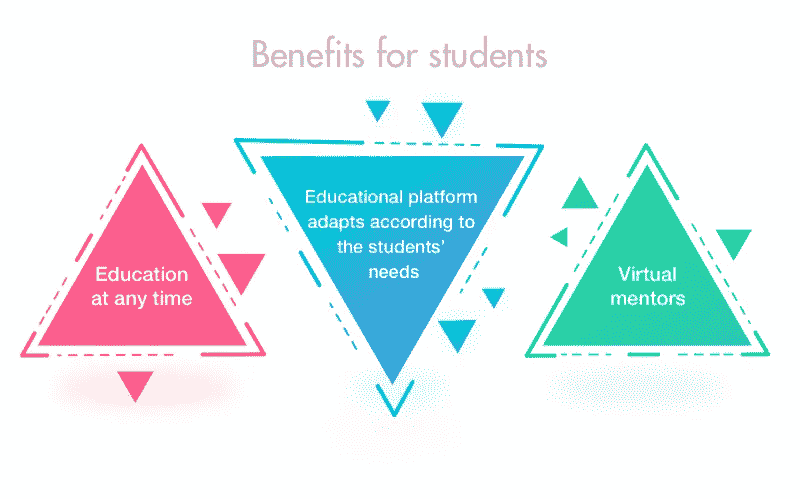 Benefits for students
Education
at any time
Educational platform
adapts according to
the students'
needs
Virtual
mentors